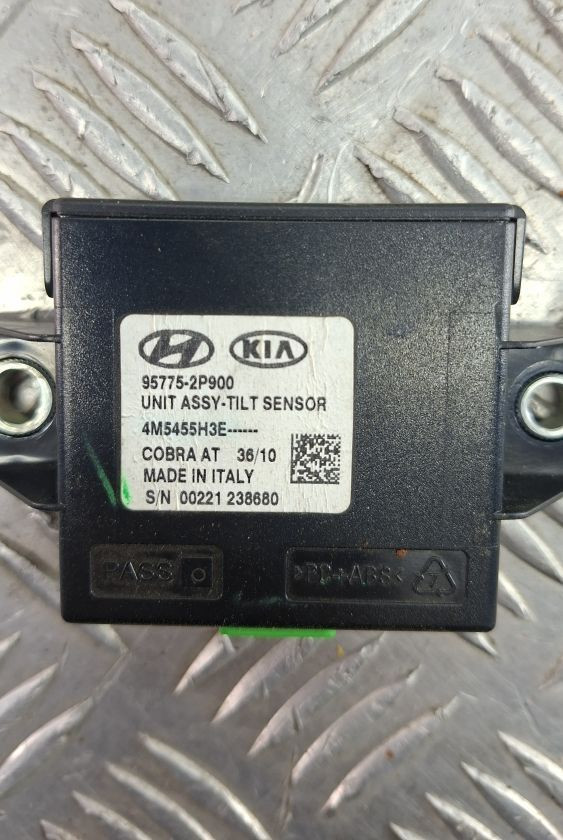 KIA
95775-2P900
UNIT ASSY-TILT SENSOR
4M5455H3E------
COBRA AT 36/10
MADE IN ITALY
S/N 00221 238680
PASS
>PP+ABS<
7